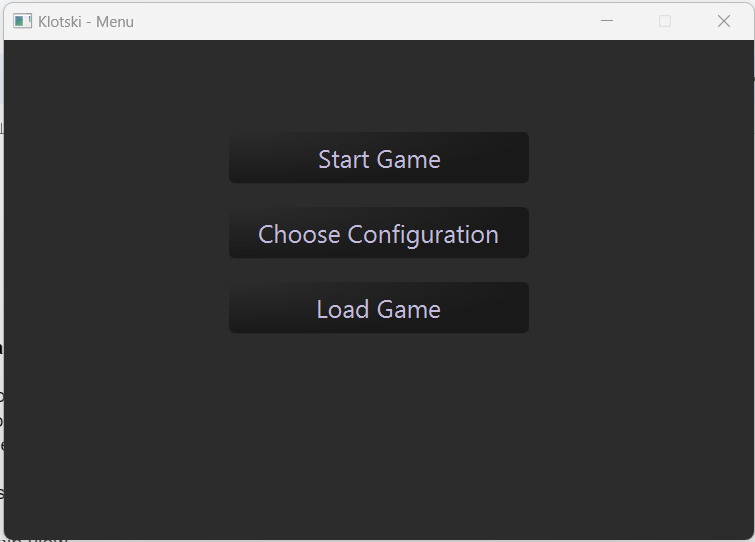 Klotski - Menu
Start Game
Choose Configuration
Load Game